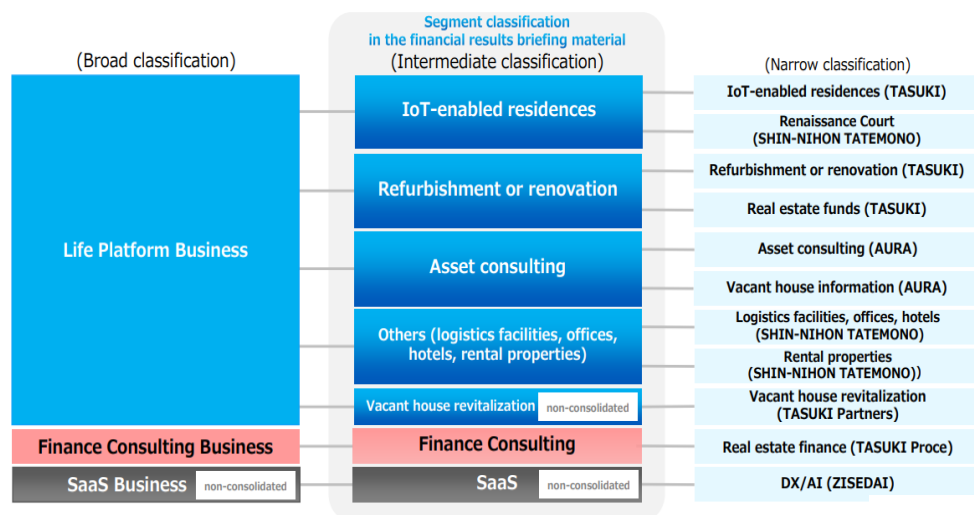 Segment classification
in the financial results briefing material
(Broad classification)
(Intermediate classification)
(Narrow classification)
Life Platform Business
IoT-enabled residences
IoT-enabled residences (TASUKI)
Renaissance Court
(SHIN-NIHON TATEMONO)
Refurbishment or renovation
Refurbishment or renovation (TASUKI)
Real estate funds (TASUKI)
Asset consulting
Asset consulting (AURA)
Vacant house information (AURA)
Others (logistics facilities, offices,
hotels, rental properties)
Logistics facilities, offices, hotels
(SHIN-NIHON TATEMONO)
Rental properties
(SHIN-NIHON TATEMONO))
Vacant house revitalization non-consolidated
Vacant house revitalization
(TASUKI Partners)
Finance Consulting Business
Finance Consulting
Real estate finance (TASUKI Proce)
SaaS Business non-consolidated
SaaS non-consolidated
DX/AI (ZISEDAI)